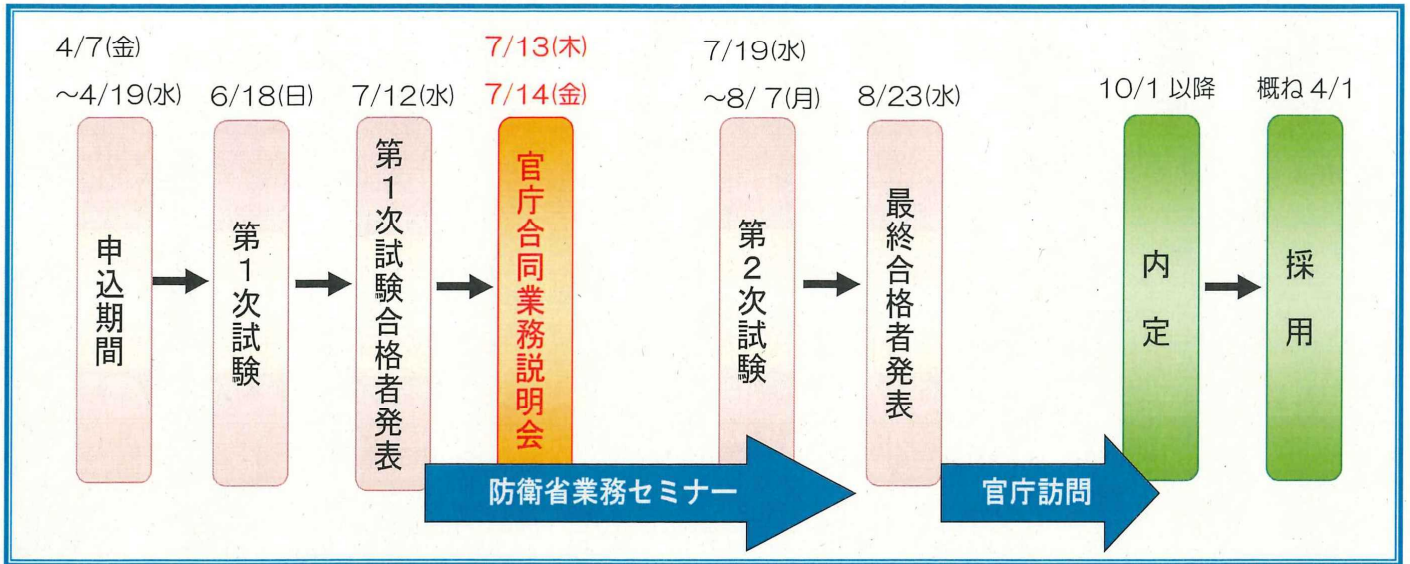 4/7(金)
～4/19(水)
申込期間
6/18(日)
第1次試験
7/12(水)
第1次試験合格者発表
7/13(木)
7/14(金)
官庁合同業務説明会
7/19(水)
～8/ 7(月)
第2次試験
8/23(水)
最終合格者発表
10/1 以降
内定
概ね 4/1
採用
防衛省業務セミナー
官庁訪問